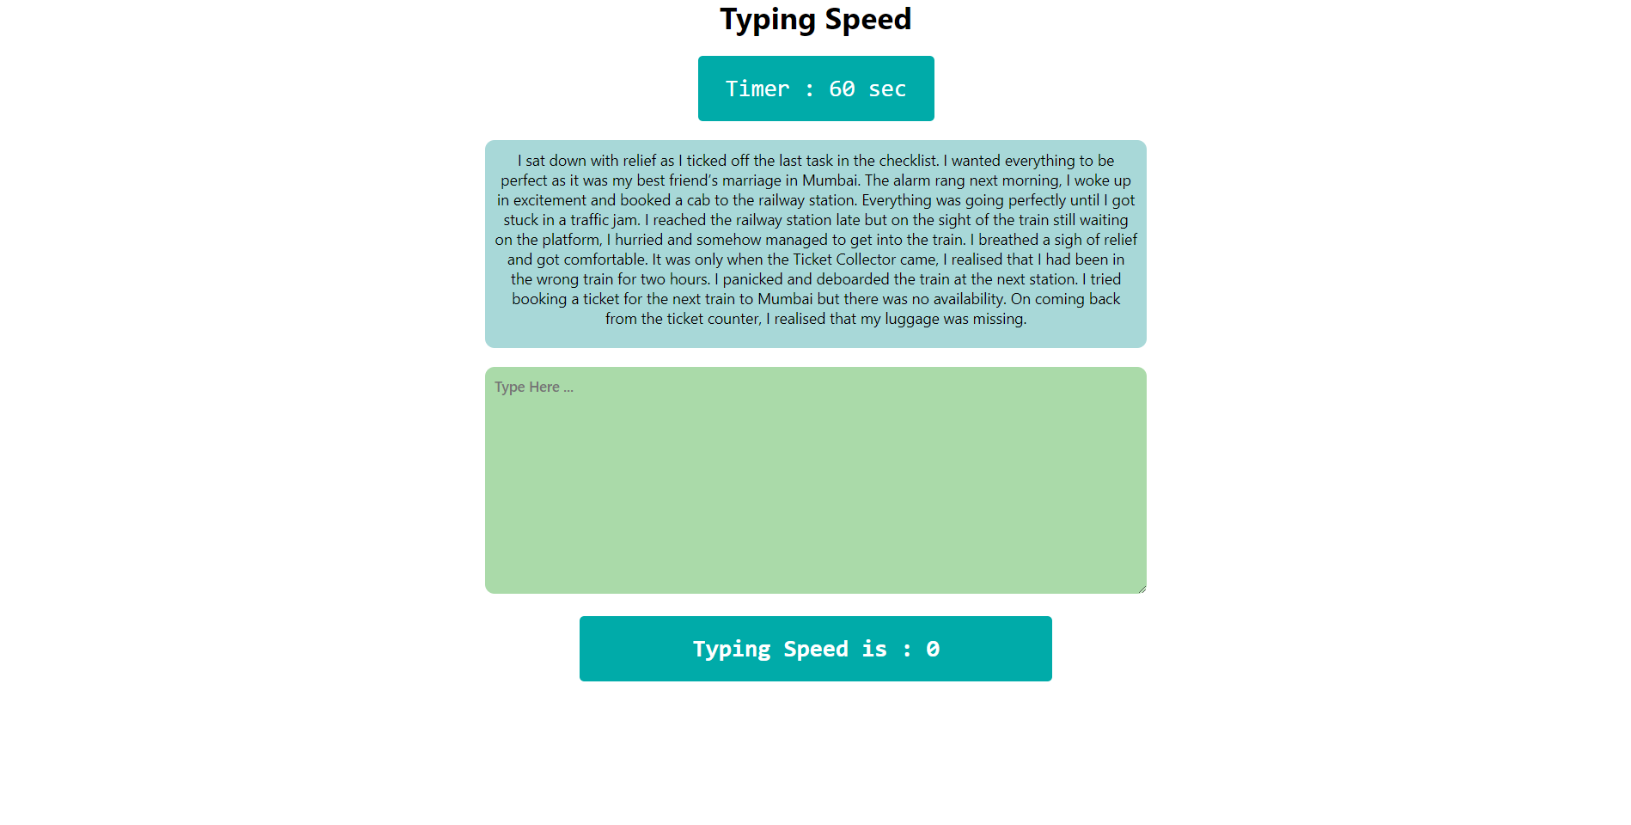 Typing Speed
Timer : 60 sec
I sat down with relief as I ticked off the last task in the checklist. I wanted everything to be
perfect as it was my best friend's marriage in Mumbai. The alarm rang next morning, I woke up
in excitement and booked a cab to the railway station. Everything was going perfectly until I got
stuck in a traffic jam. I reached the railway station late but on the sight of the train still waiting
on the platform, I hurried and somehow managed to get into the train. I breathed a sigh of relief
and got comfortable. It was only when the Ticket Collector came, I realised that I had been in
the wrong train for two hours. I panicked and deboarded the train at the next station. I tried
booking a ticket for the next train to Mumbai but there was no availability. On coming back
from the ticket counter, I realised that my luggage was missing.
Type Here ...
Typing Speed is : 0